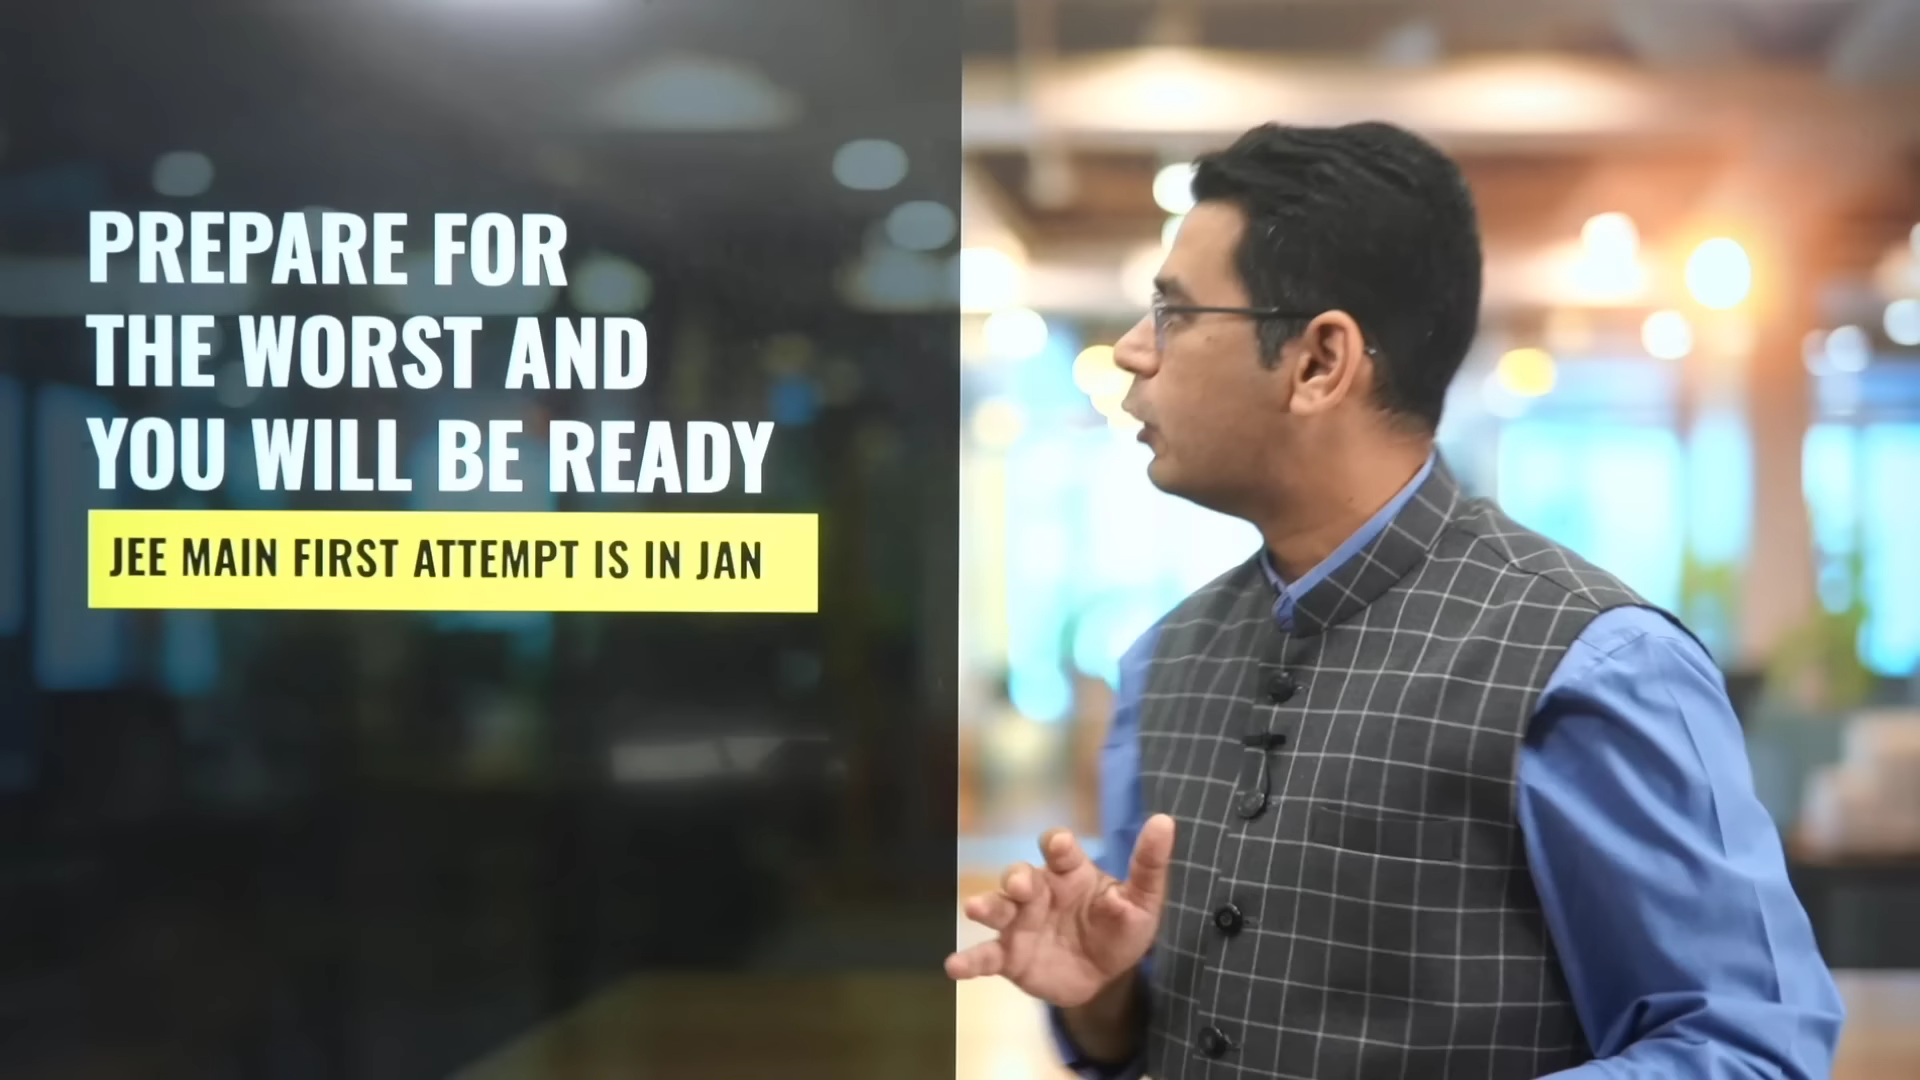 PREPARE FOR
THE WORST AND
YOU WILL BE READY
JEE MAIN FIRST ATTEMPT IS IN JAN